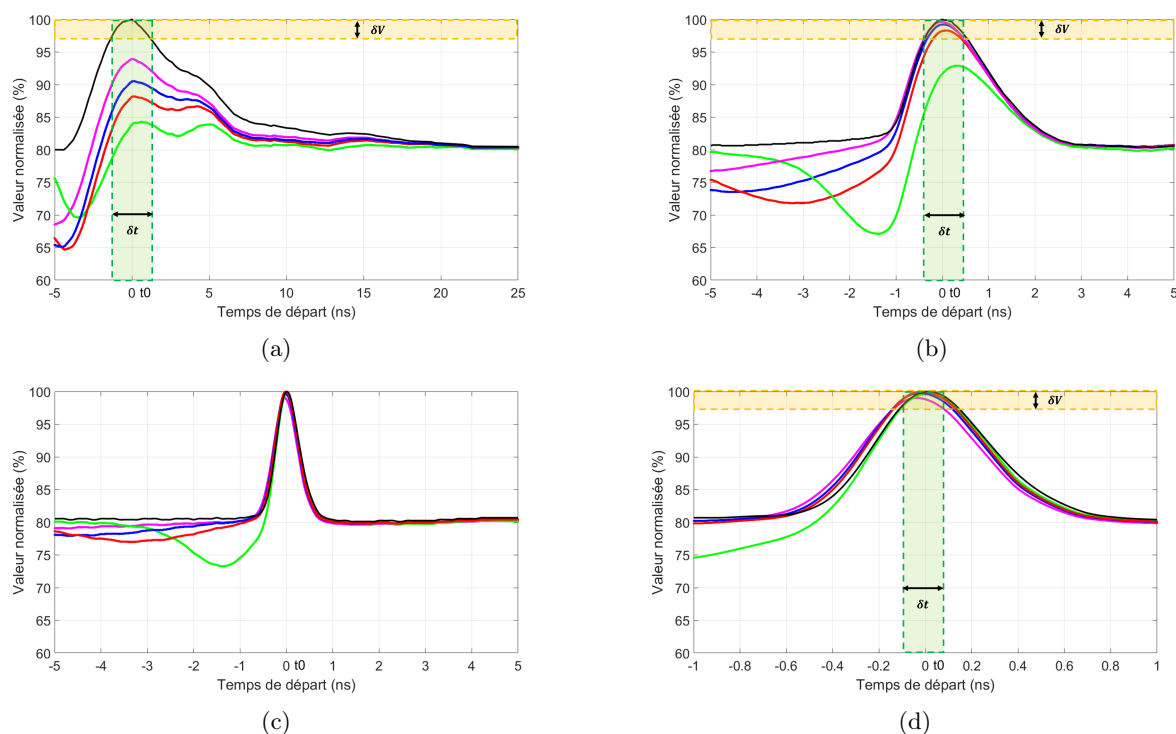 100
95
90
85
80
75
70
65
60
Valeur normalisée (%)
δV
δt
-5 0 t0 5 10 15 20 25
Temps de départ (ns)
(a)
100
95
90
85
80
75
70
65
60
Valeur normalisée (%)
δV
δt
-5 -4 -3 -2 -1 0 t0 1 2 3 4 5
Temps de départ (ns)
(b)
100
95
90
85
80
75
70
65
60
Valeur normalisée (%)
-5 -4 -3 -2 -1 0 t0 1 2 3 4 5
Temps de départ (ns)
(c)
100
95
90
85
80
75
70
65
60
Valeur normalisée (%)
δV
δt
-1 -0.8 -0.6 -0.4 -0.2 0 t0 0.2 0.4 0.6 0.8 1
Temps de départ (ns)
(d)